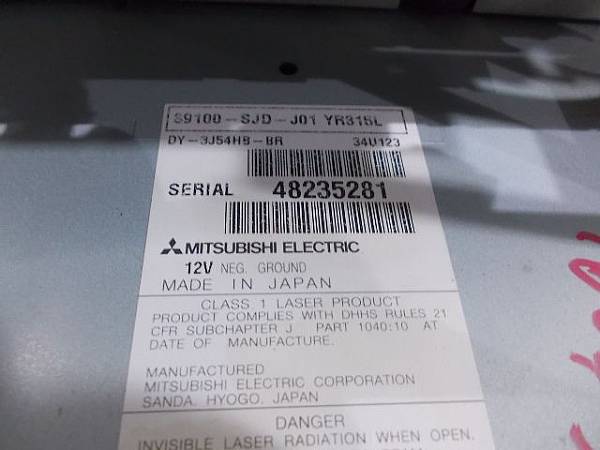 39100-SJD-J01 YR315L
DY-3J54HB-BR 34U123
SERIAL 48235281
MITSUBISHI ELECTRIC
12V NEG. GROUND
MADE IN JAPAN
CLASS 1 LASER PRODUCT
PRODUCT COMPLIES WITH DHHS RULES 21
CFR SUBCHAPTER J PART 1040:10 AT
DATE OF MANUFACTURE.
MANUFACTURED
MITSUBISHI ELECTRIC CORPORATION
SANDA. HYOGO. JAPAN
DANGER
INVISIBLE LASER RADIATION WHEN OPEN.